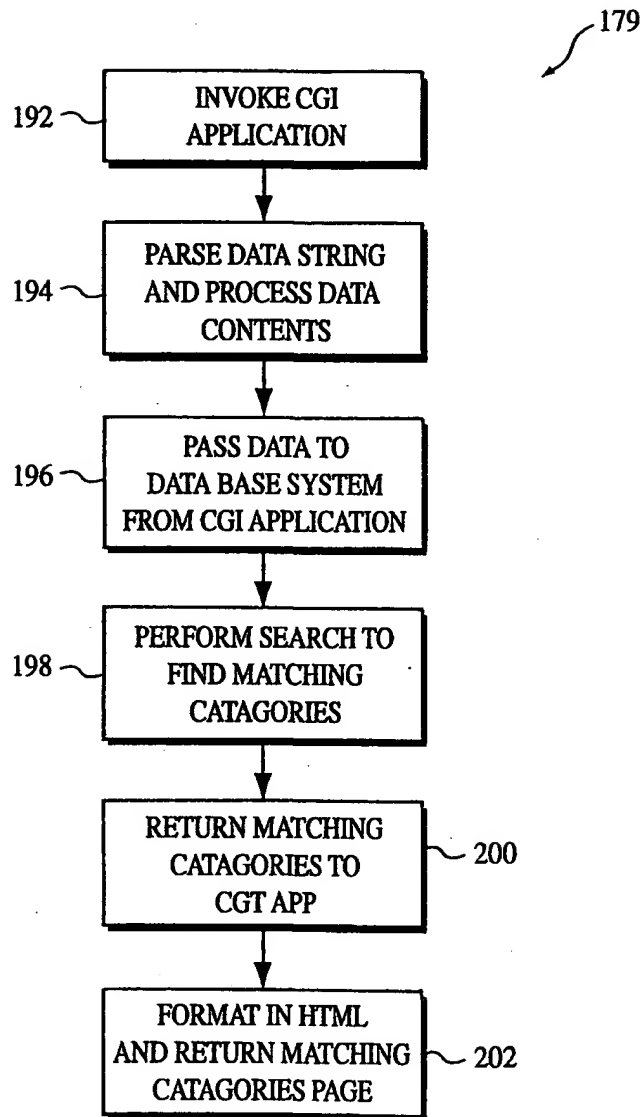 179
192
INVOKE CGI
APPLICATION
194
PARSE DATA STRING
AND PROCESS DATA
CONTENTS
196
PASS DATA TO
DATA BASE SYSTEM
FROM CGI APPLICATION
198
PERFORM SEARCH TO
FIND MATCHING
CATAGORIES
RETURN MATCHING
CATAGORIES TO
CGT APP
200
FORMAT IN HTML
AND RETURN MATCHING
CATAGORIES PAGE
202